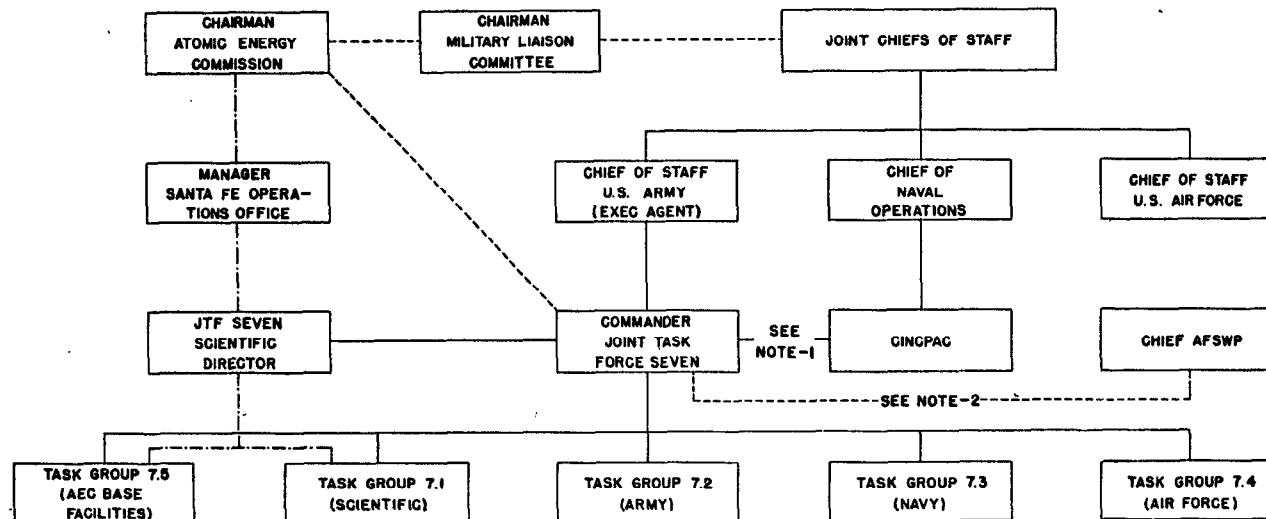 CHAIRMAN
ATOMIC ENERGY
COMMISSION
CHAIRMAN
MILITARY LIAISON
COMMITTEE
JOINT CHIEFS OF STAFF
MANAGER
SANTA FE OPERA-
TIONS OFFICE
CHIEF OF STAFF
U.S. ARMY
(EXEC AGENT)
CHIEF OF
NAVAL
OPERATIONS
CHIEF OF STAFF
U.S. AIR FORCE
JTF SEVEN
SCIENTIFIC
DIRECTOR
COMMANDER
JOINT TASK
FORCE SEVEN
SEE
NOTE-1
CINCPAC
CHIEF AFSWP
SEE NOTE-2
TASK GROUP 7.5
(AEC BASE
FACILITIES)
TASK GROUP 7.1
(SCIENTIFIC)
TASK GROUP 7.2
(ARMY)
TASK GROUP 7.3
(NAVY)
TASK GROUP 7.4
(AIR FORCE)